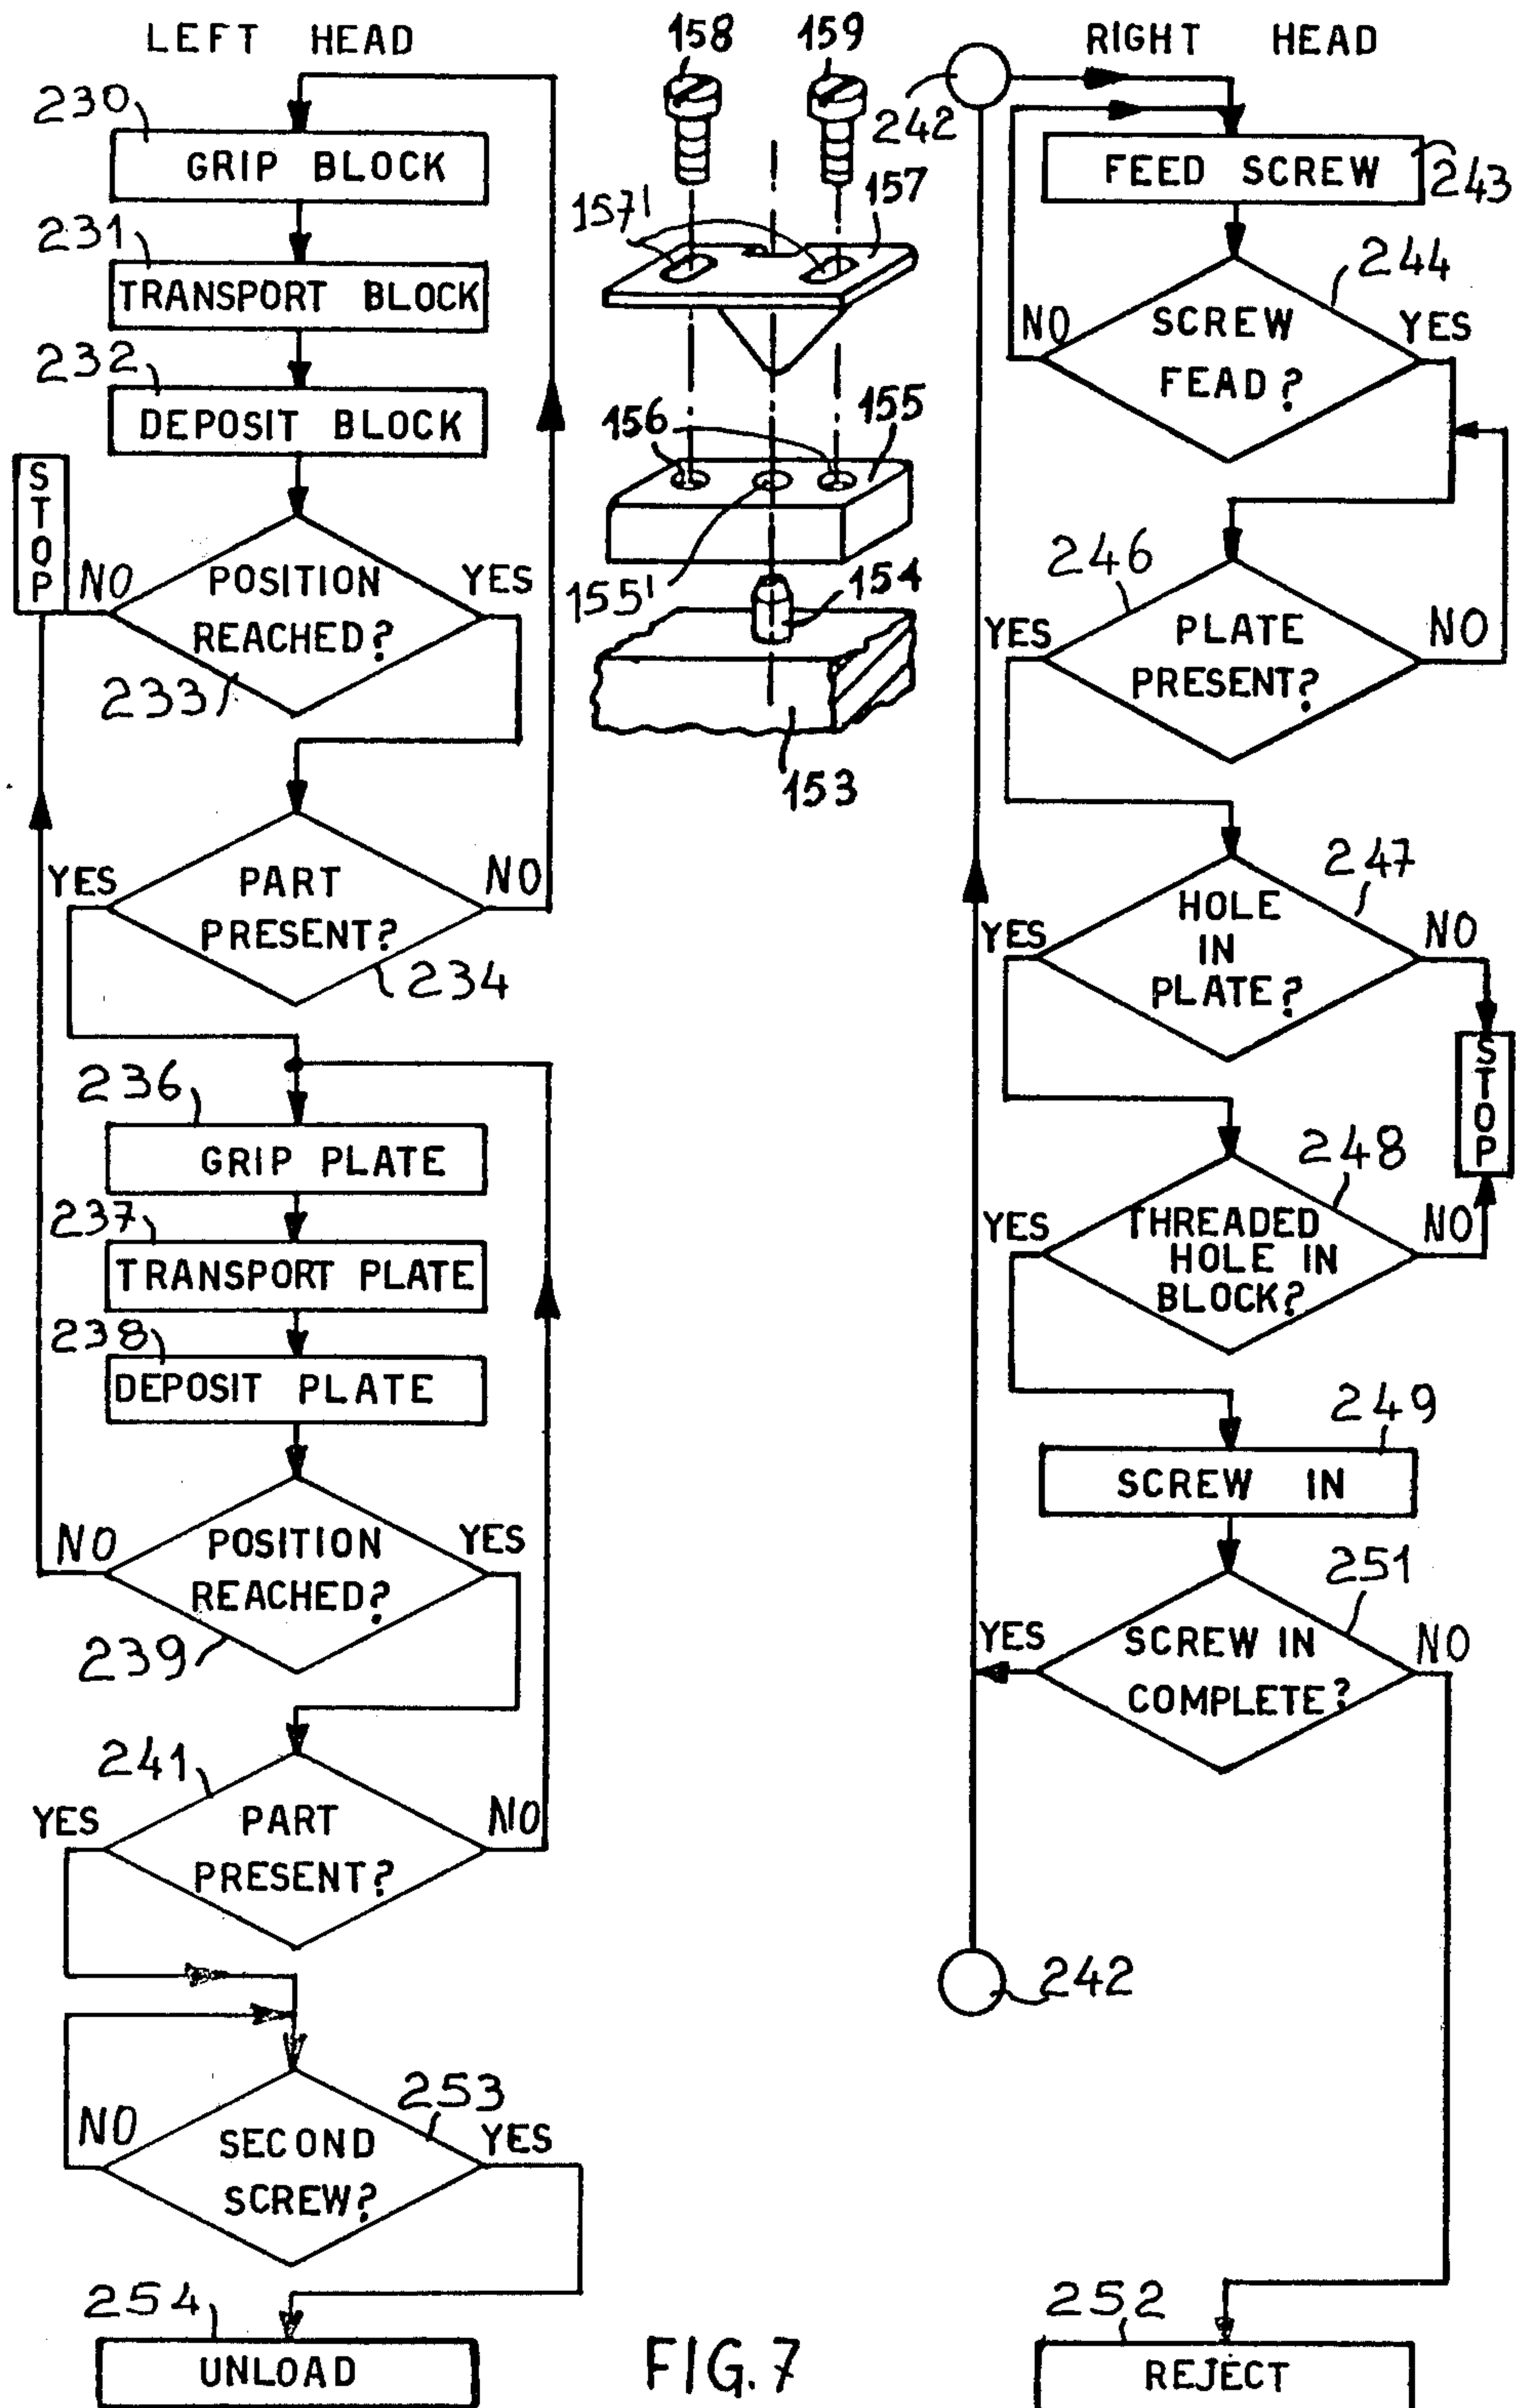 LEFT HEAD
230
GRIP BLOCK
231
TRANSPORT BLOCK
232
DEPOSIT BLOCK
STOP
NO
POSITION
REACHED?
YES
233
YES
PART
PRESENT?
NO
234
236
GRIP PLATE
237
TRANSPORT PLATE
238
DEPOSIT PLATE
NO
POSITION
REACHED?
YES
239
241
YES
PART
PRESENT?
NO
253
NO
SECOND
SCREW?
YES
254
UNLOAD
158
159
157'
157
156
155
155'
154
153
FIG.7
RIGHT HEAD
242
FEED SCREW
243
244
NO
SCREW
FEAD?
YES
246
YES
PLATE
PRESENT?
NO
247
YES
HOLE
IN
PLATE?
NO
STOP
248
YES
THREADED
HOLE IN
BLOCK?
NO
249
SCREW IN
251
YES
SCREW IN
COMPLETE?
NO
242
252
REJECT